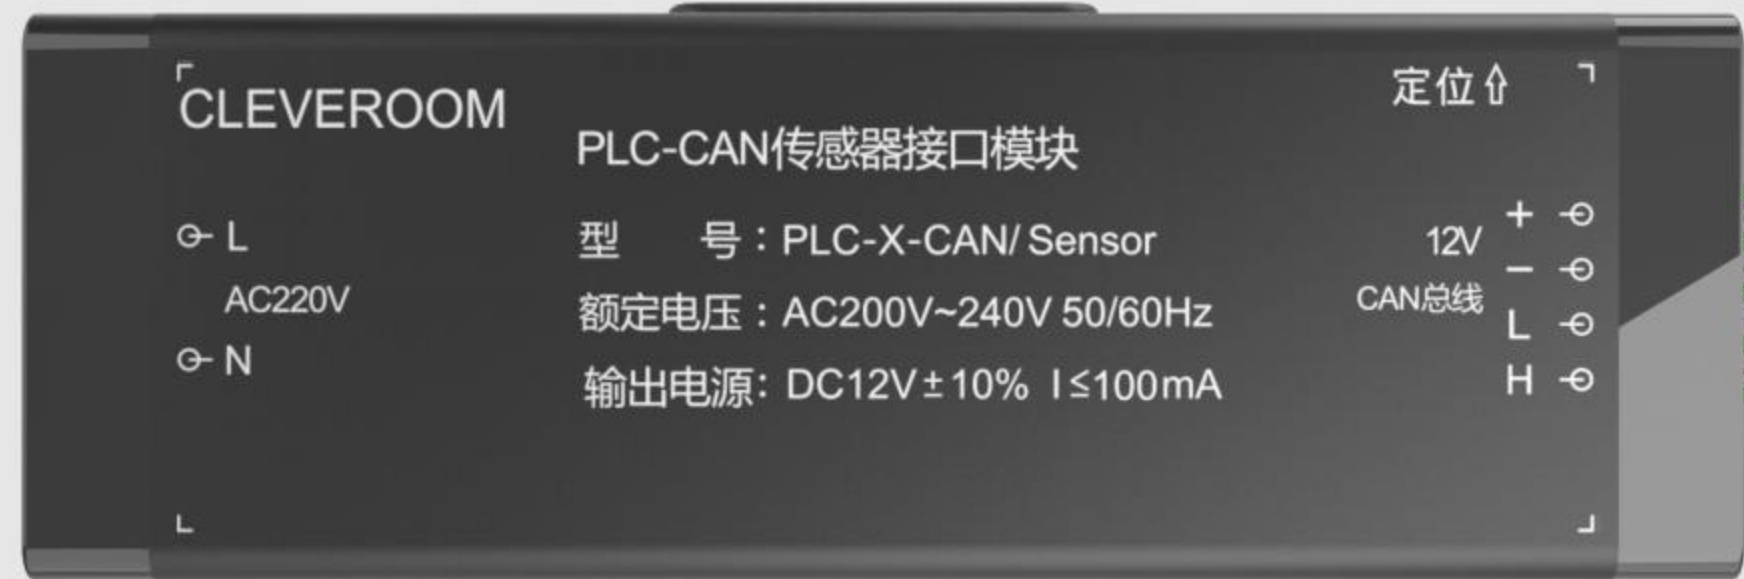 CLEVEROOM
定位⇧
PLC-CAN传感器接口模块
L
AC220V
N
型 号：PLC-X-CAN/ Sensor
额定电压：AC200V~240V 50/60Hz
输出电源：DC12V±10% I≤100mA
12V
CAN总线
+
−
L
H